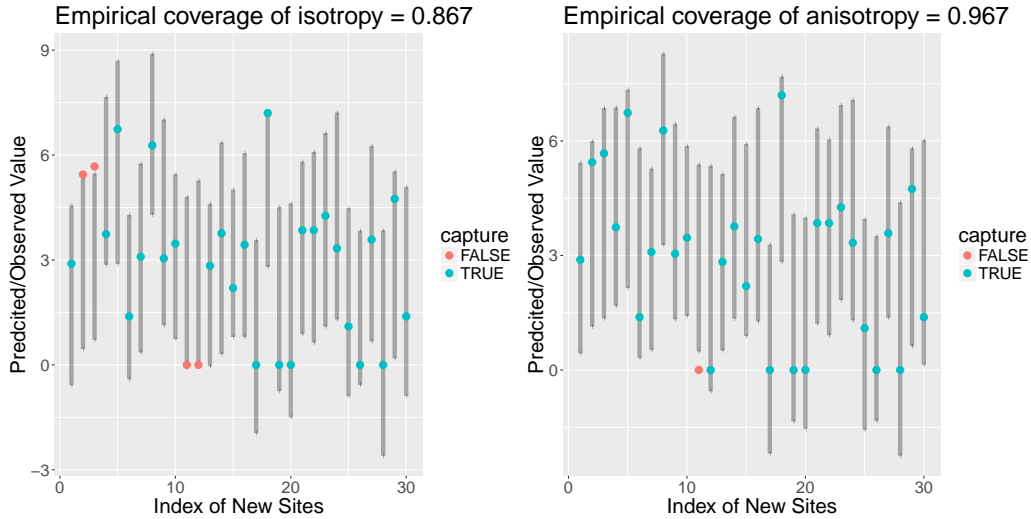 Empirical coverage of isotropy = 0.867
9
6
3
0
−3
0
10
20
30
Predcited/Observed Value
Index of New Sites
capture
FALSE
TRUE
Empirical coverage of anisotropy = 0.967
6
3
0
0
10
20
30
Predcited/Observed Value
Index of New Sites
capture
FALSE
TRUE